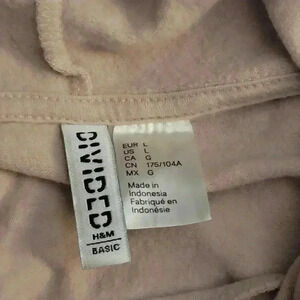 DIVIDED
H&M
BASIC
EUR L
US L
CA G
CN 175/104A
MX G
Made in
Indonesia
Fabriqué en
Indonésie